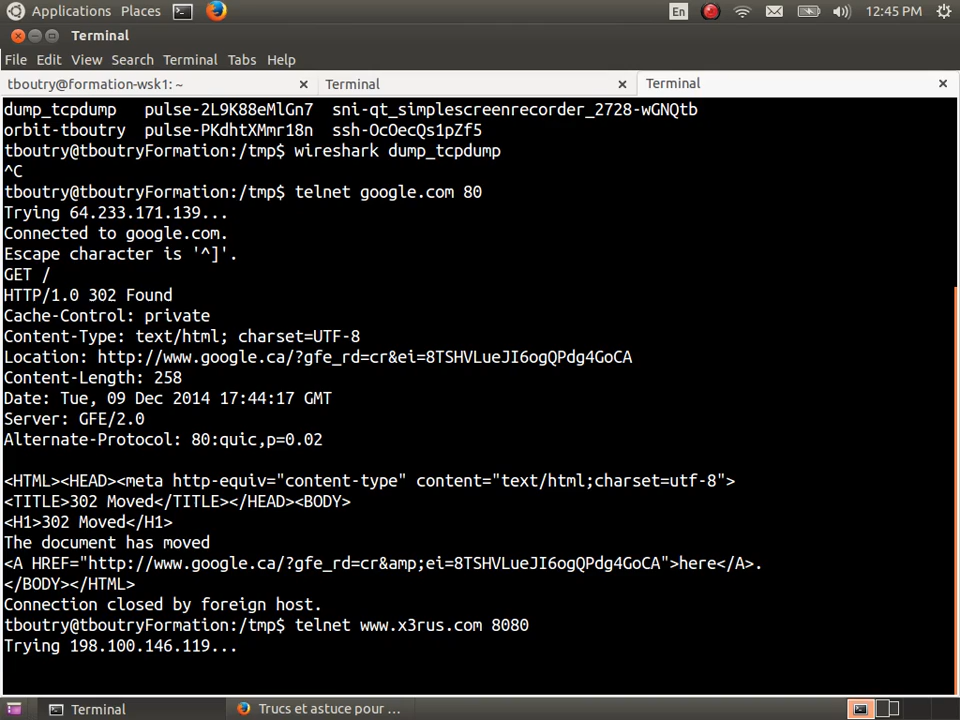 Applications Places
En
12:45 PM
Terminal
File Edit View Search Terminal Tabs Help
tboutry@formation-wsk1: ~
Terminal
Terminal
dump_tcpdump pulse-2L9K88eMlGn7 sni-qt_simplescreenrecorder_2728-wGNQtb
orbit-tboutry pulse-PKdhtXMmr18n ssh-OcOecQs1pZf5
tboutry@tboutryFormation:/tmp$ wireshark dump_tcpdump
^C
tboutry@tboutryFormation:/tmp$ telnet google.com 80
Trying 64.233.171.139...
Connected to google.com.
Escape character is '^]'.
GET /
HTTP/1.0 302 Found
Cache-Control: private
Content-Type: text/html; charset=UTF-8
Location: http://www.google.ca/?gfe_rd=cr&ei=8TSHVLueJI6ogQPdg4GoCA
Content-Length: 258
Date: Tue, 09 Dec 2014 17:44:17 GMT
Server: GFE/2.0
Alternate-Protocol: 80:quic,p=0.02
<HTML><HEAD><meta http-equiv="content-type" content="text/html;charset=utf-8">
<TITLE>302 Moved</TITLE></HEAD><BODY>
<H1>302 Moved</H1>
The document has moved
<A HREF="http://www.google.ca/?gfe_rd=cr&amp;ei=8TSHVLueJI6ogQPdg4GoCA">here</A>.
</BODY></HTML>
Connection closed by foreign host.
tboutry@tboutryFormation:/tmp$ telnet www.x3rus.com 8080
Trying 198.100.146.119...
Terminal
Trucs et astuce pour ...